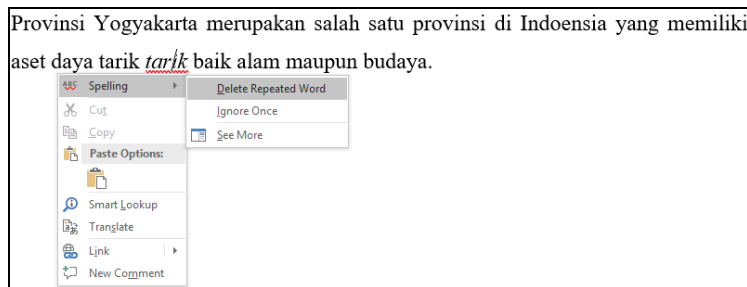 Provinsi Yogyakarta merupakan salah satu provinsi di Indoensia yang memiliki
aset daya tarik tarik baik alam maupun budaya.
ABC Spelling
Delete Repeated Word
Ignore Once
See More
Cut
Copy
Paste Options:
Smart Lookup
Translate
Link
New Comment